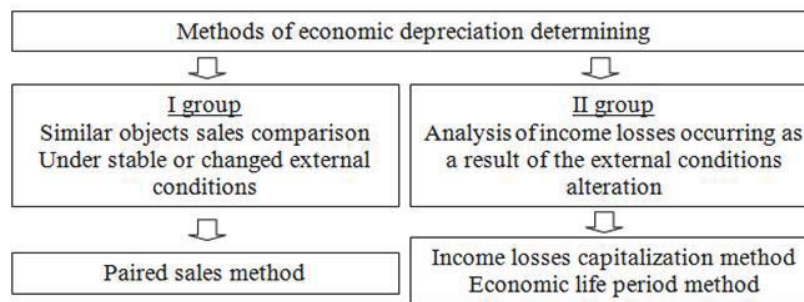 Methods of economic depreciation determining
I group
Similar objects sales comparison
Under stable or changed external
conditions
II group
Analysis of income losses occurring as
a result of the external conditions
alteration
Paired sales method
Income losses capitalization method
Economic life period method